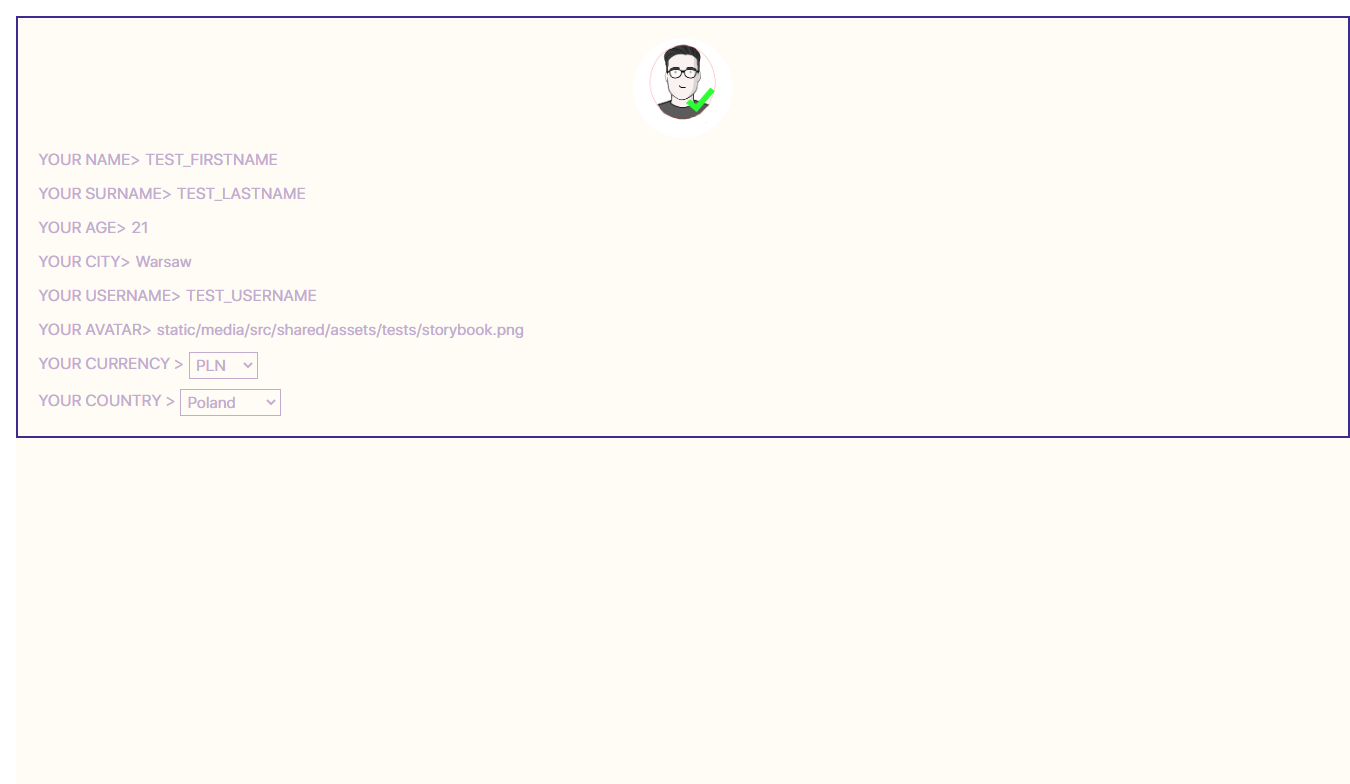 YOUR NAME> TEST_FIRSTNAME
YOUR SURNAME> TEST_LASTNAME
YOUR AGE> 21
YOUR CITY> Warsaw
YOUR USERNAME> TEST_USERNAME
YOUR AVATAR> static/media/src/shared/assets/tests/storybook.png
YOUR CURRENCY > PLN
YOUR COUNTRY > Poland